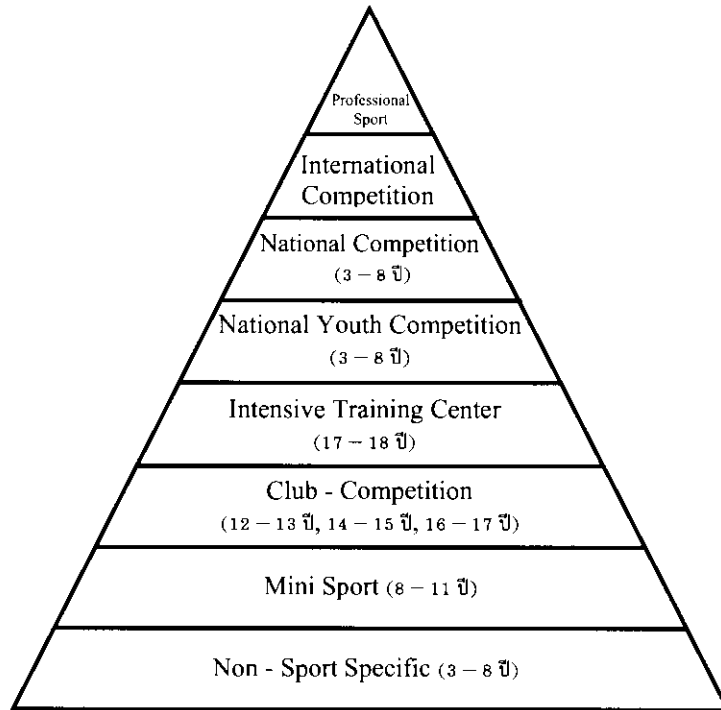 Professional
Sport
International
Competition
National Competition
(3 – 8 ปี)
National Youth Competition
(3 – 8 ปี)
Intensive Training Center
(17 – 18 ปี)
Club - Competition
(12 – 13 ปี, 14 – 15 ปี, 16 – 17 ปี)
Mini Sport (8 – 11 ปี)
Non - Sport Specific (3 – 8 ปี)